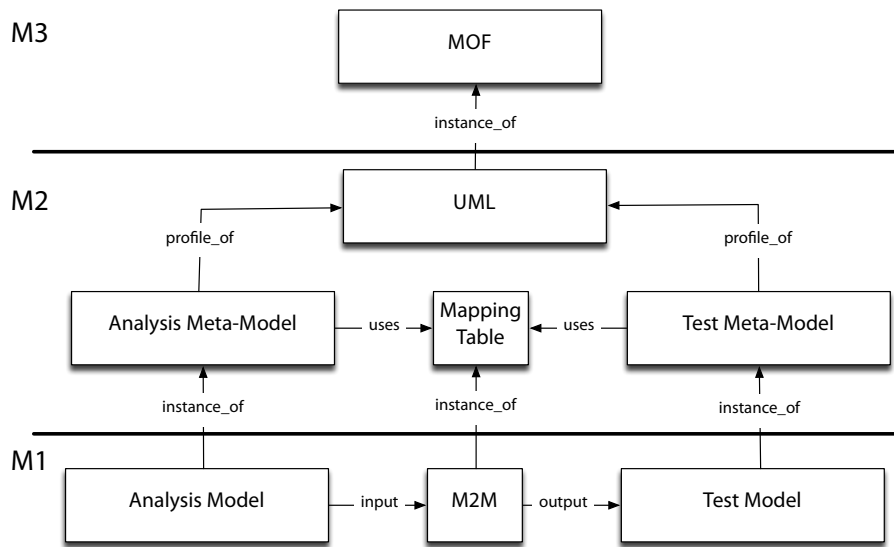 M3
MOF
instance_of
M2
UML
profile_of
profile_of
Analysis Meta-Model
uses
Mapping
Table
uses
Test Meta-Model
instance_of
instance_of
instance_of
M1
Analysis Model
input
M2M
output
Test Model